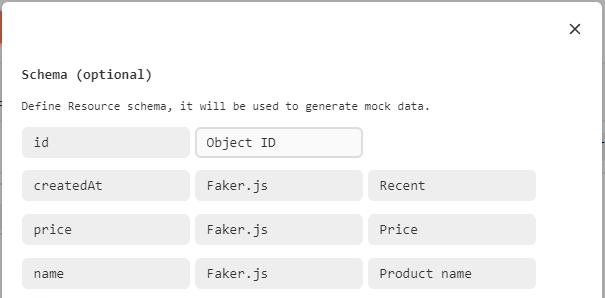 Schema (optional)
Define Resource schema, it will be used to generate mock data.
id Object ID
createdAt Faker.js Recent
price Faker.js Price
name Faker.js Product name